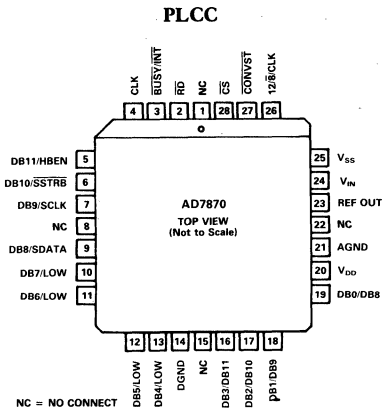 PLCC
CLK
BUSY/INT
RD
NC
CS
CONVST
12/8/CLK
4 3 2 1 28 27 26
DB11/HBEN 5
DB10/SSTRB 6
DB9/SCLK 7
NC 8
DB8/SDATA 9
DB7/LOW 10
DB6/LOW 11
AD7870
TOP VIEW
(Not to Scale)
25 VSS
24 VIN
23 REF OUT
22 NC
21 AGND
20 VDD
19 DB0/DB8
12 13 14 15 16 17 18
DB5/LOW
DB4/LOW
DGND
NC
DB3/DB11
DB2/DB10
DB1/DB9
NC = NO CONNECT